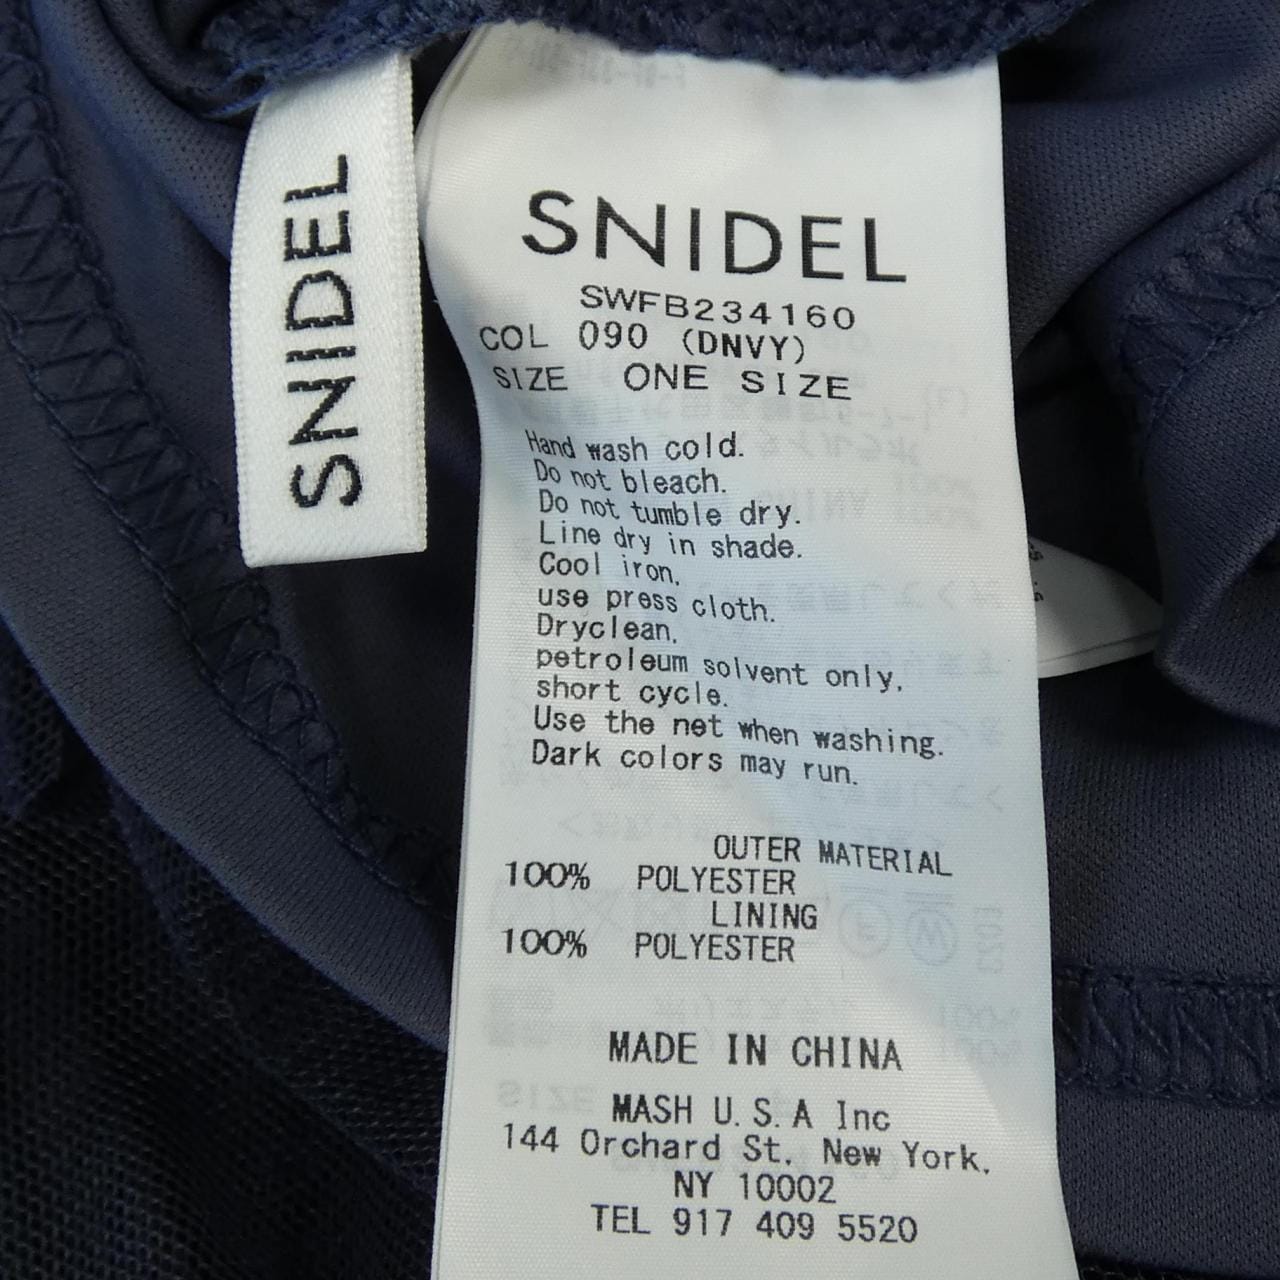 SNIDEL
SNIDEL
SWFB234160
COL 090 (DNVY)
SIZE ONE SIZE
Hand wash cold.
Do not bleach.
Do not tumble dry.
Line dry in shade.
Cool iron.
use press cloth.
Dryclean.
petroleum solvent only.
short cycle.
Use the net when washing.
Dark colors may run.
OUTER MATERIAL
100% POLYESTER
LINING
100% POLYESTER
MADE IN CHINA
MASH U.S.A Inc
144 Orchard St. New York.
NY 10002
TEL 917 409 5520